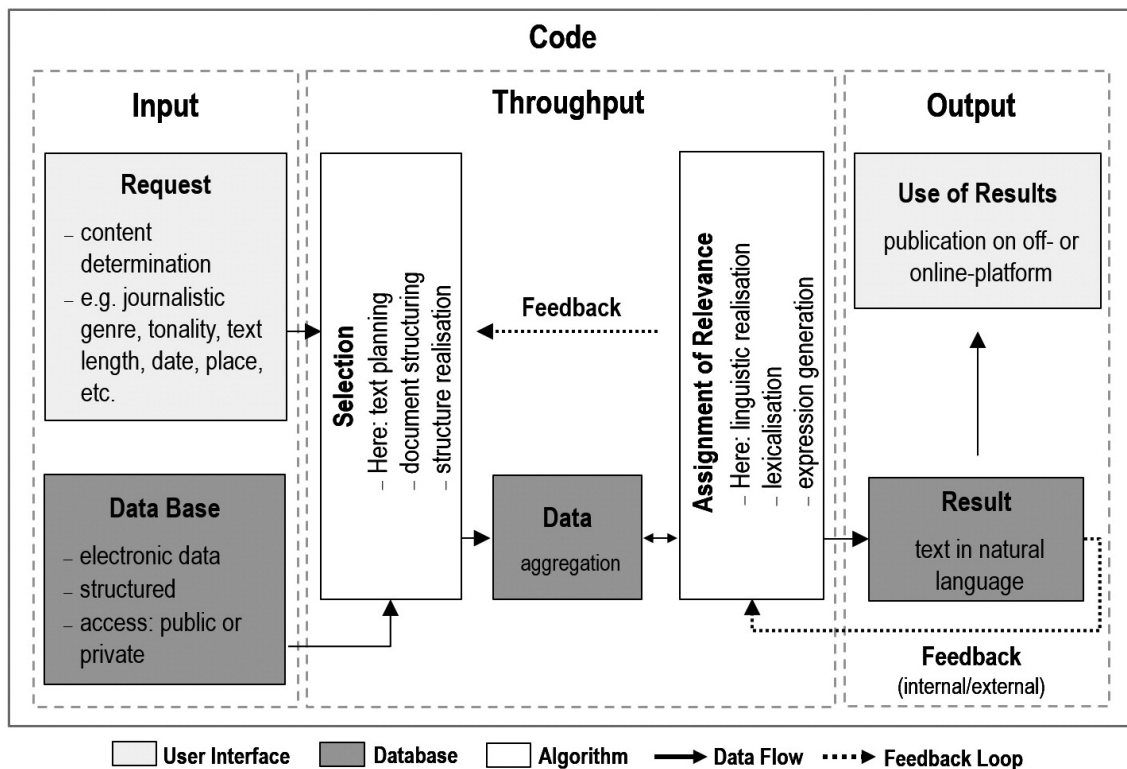 Code
Input
Request
– content
determination
– e.g. journalistic
genre, tonality, text
length, date, place,
etc.
Data Base
– electronic data
– structured
– access: public or
private
Throughput
Selection
– Here: text planning
– document structuring
– structure realisation
Feedback
Data
aggregation
Assignment of Relevance
– Here: linguistic realisation
– lexicalisation
– expression generation
Output
Use of Results
publication on off- or
online-platform
Result
text in natural
language
Feedback
(internal/external)
User Interface
Database
Algorithm
Data Flow
Feedback Loop